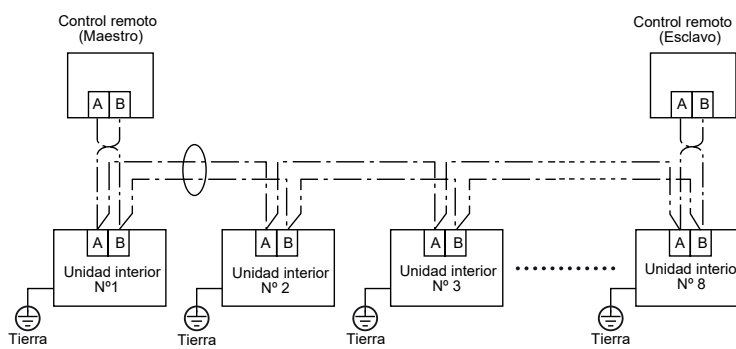 Control remoto
(Maestro)
Control remoto
(Esclavo)
A B
A B
A B
A B
A B
A B
Unidad interior
Nº1
Unidad interior
Nº 2
Unidad interior
Nº 3
Unidad interio
Nº 8
Tierra
Tierra
Tierra
Tierra